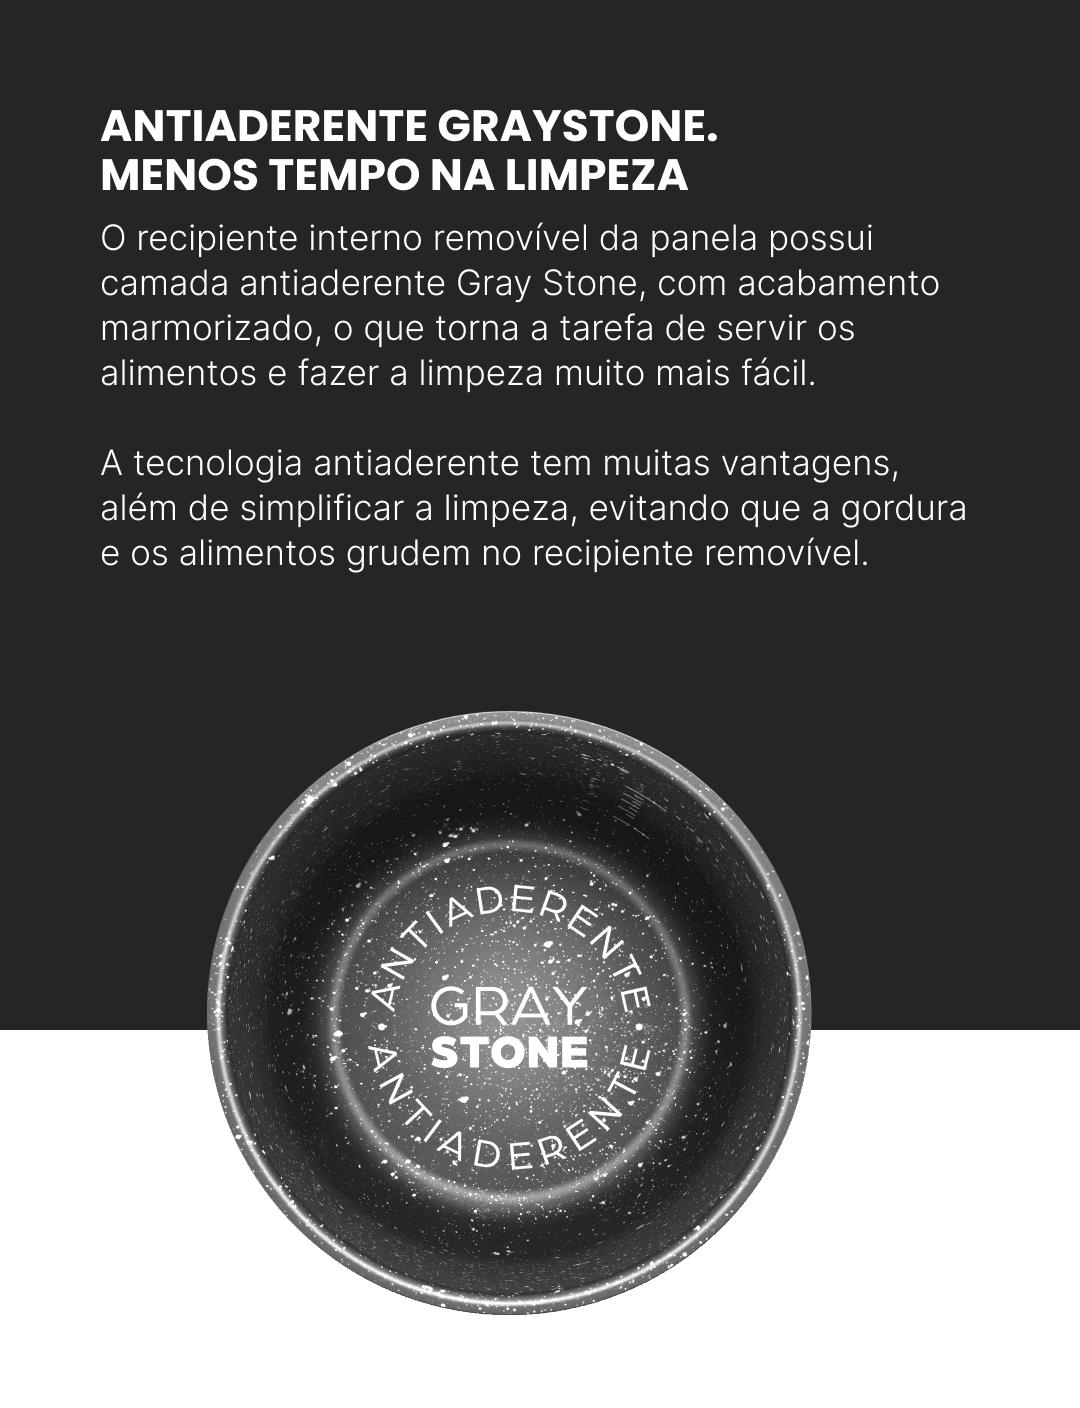 ANTIADERENTE GRAYSTONE.
MENOS TEMPO NA LIMPEZA
O recipiente interno removível da panela possui
camada antiaderente Gray Stone, com acabamento
marmorizado, o que torna a tarefa de servir os
alimentos e fazer a limpeza muito mais fácil.
A tecnologia antiaderente tem muitas vantagens,
além de simplificar a limpeza, evitando que a gordura
e os alimentos grudem no recipiente removível.
ANTIADERENTE
GRAY
STONE
ANTIADERENTE